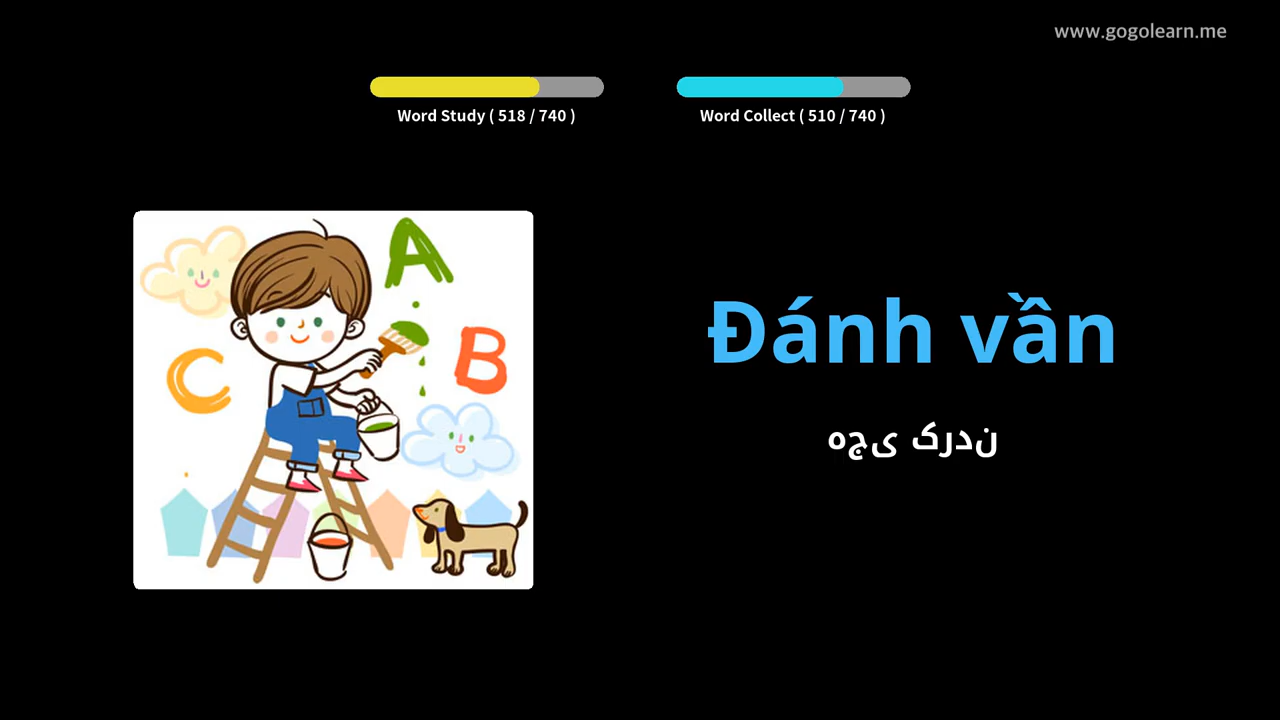 www.gogolearn.me
Word Study ( 518 / 740 )
Word Collect ( 510 / 740 )
Đánh vần
هجی کردن